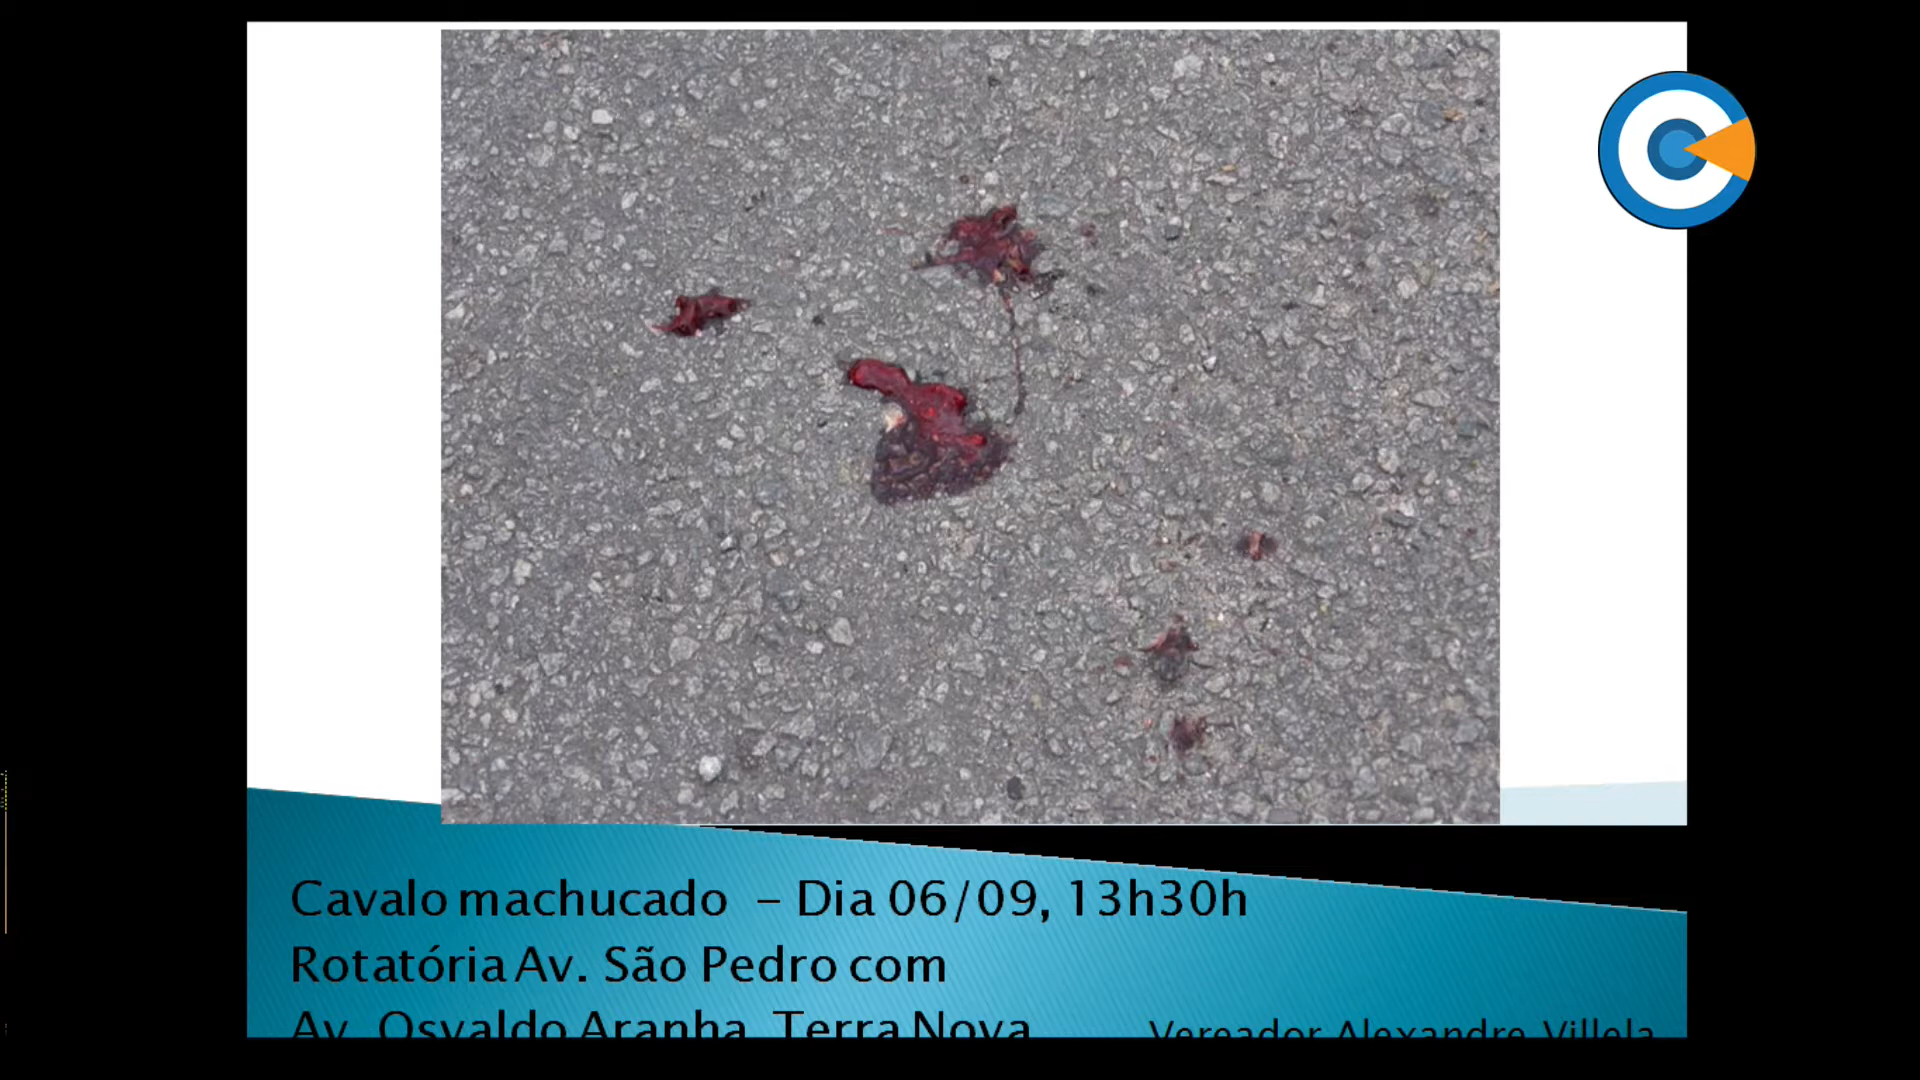 Cavalo machucado – Dia 06/09, 13h30h
Rotatória Av. São Pedro com
Av. Osvaldo Aranha, Terra Nova
Vereador Alexandre Villela